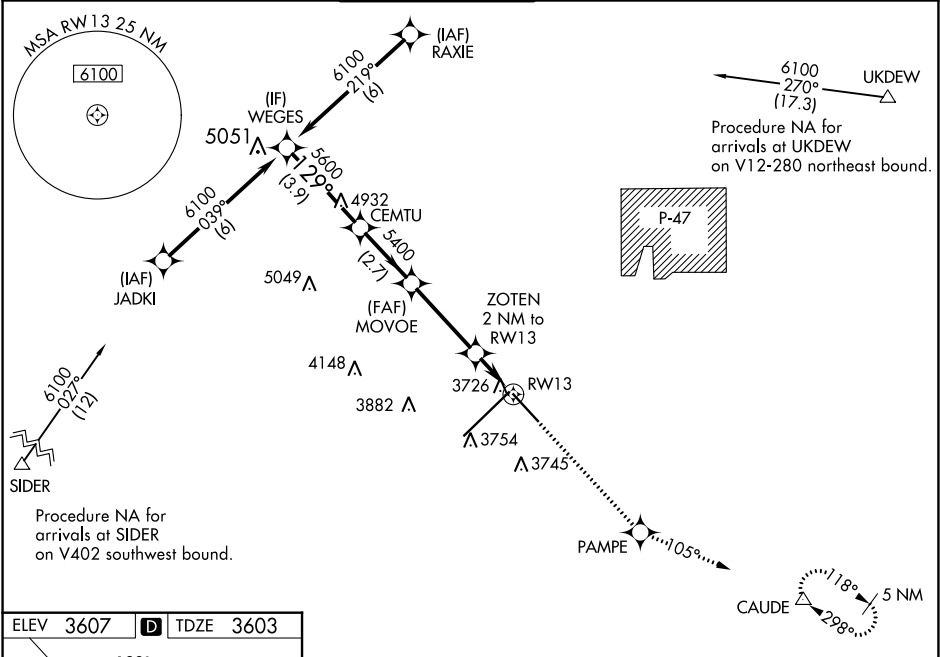 MSA RW13 25 NM
6100
(IAF)
RAXIE
6100
219°
(6)
(IF)
WEGES
5051
6100
270°
(17.3)
UKDEW
Procedure NA for
arrivals at UKDEW
on V12-280 northeast bound.
5600
129°
(3.9)
4932
CEMTU
P-47
6100
039°
(6)
(IAF)
JADKI
5400
(2.7)
5049
(FAF)
MOVOE
ZOTEN
2 NM to
RW13
4148
3726
RW13
3882
6100
027°
(12)
3754
3745
SIDER
Procedure NA for
arrivals at SIDER
on V402 southwest bound.
PAMPE
105°
118°
5 NM
CAUDE
298°
ELEV 3607 D TDZE 3603